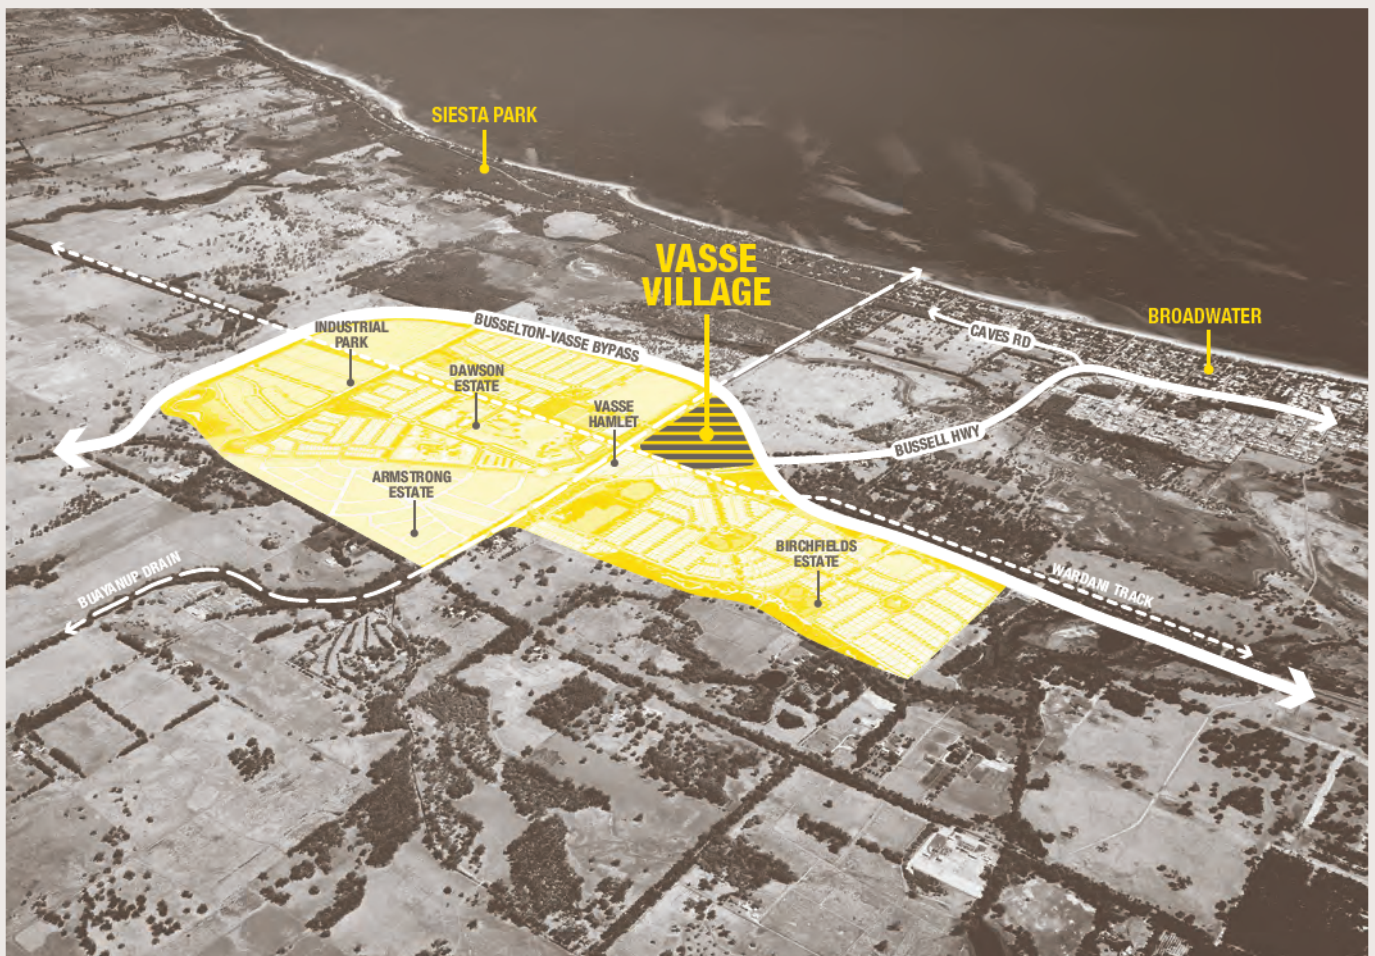 SIESTA PARK
VASSE
VILLAGE
BROADWATER
BUSSELTON-VASSE BYPASS
INDUSTRIAL
PARK
CAVES RD
DAWSON
ESTATE
VASSE
HAMLET
BUSSELL HWY
ARMSTRONG
ESTATE
BIRCHFIELDS
ESTATE
BUAYANUP DRAIN
WARDANI TRACK